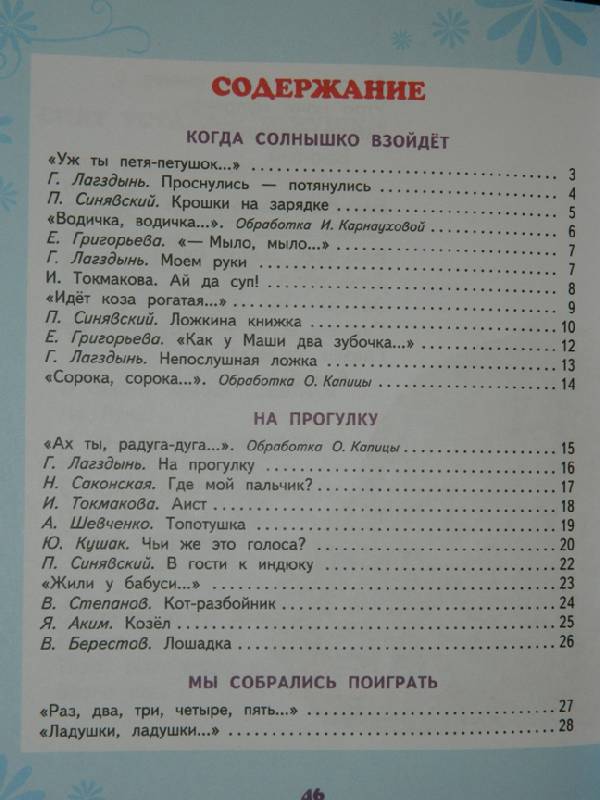 СОДЕРЖАНИЕ
КОГДА СОЛНЫШКО ВЗОЙДЁТ
«Уж ты петя-петушок...» 3
Г. Лагздынь. Проснулись — потянулись 4
П. Синявский. Крошки на зарядке 5
«Водичка, водичка...». Обработка И. Карнауховой 6
Е. Григорьева. «— Мыло, мыло...» 7
Г. Лагздынь. Моем руки 7
И. Токмакова. Ай да суп! 8
«Идёт коза рогатая...» 9
П. Синявский. Ложкина книжка 10
Е. Григорьева. «Как у Маши два зубочка...» 12
Г. Лагздынь. Непослушная ложка 13
«Сорока, сорока...». Обработка О. Капицы 14
НА ПРОГУЛКУ
«Ах ты, радуга-дуга...». Обработка О. Капицы 15
Г. Лагздынь. На прогулку 16
Н. Саконская. Где мой пальчик? 17
И. Токмакова. Аист 18
А. Шевченко. Топотушка 19
Ю. Кушак. Чьи же это голоса? 20
П. Синявский. В гости к индюку 22
«Жили у бабуси...» 23
В. Степанов. Кот-разбойник 24
Я. Аким. Козёл 25
В. Берестов. Лошадка 26
МЫ СОБРАЛИСЬ ПОИГРАТЬ
«Раз, два, три, четыре, пять...» 27
«Ладушки, ладушки...» 28
46